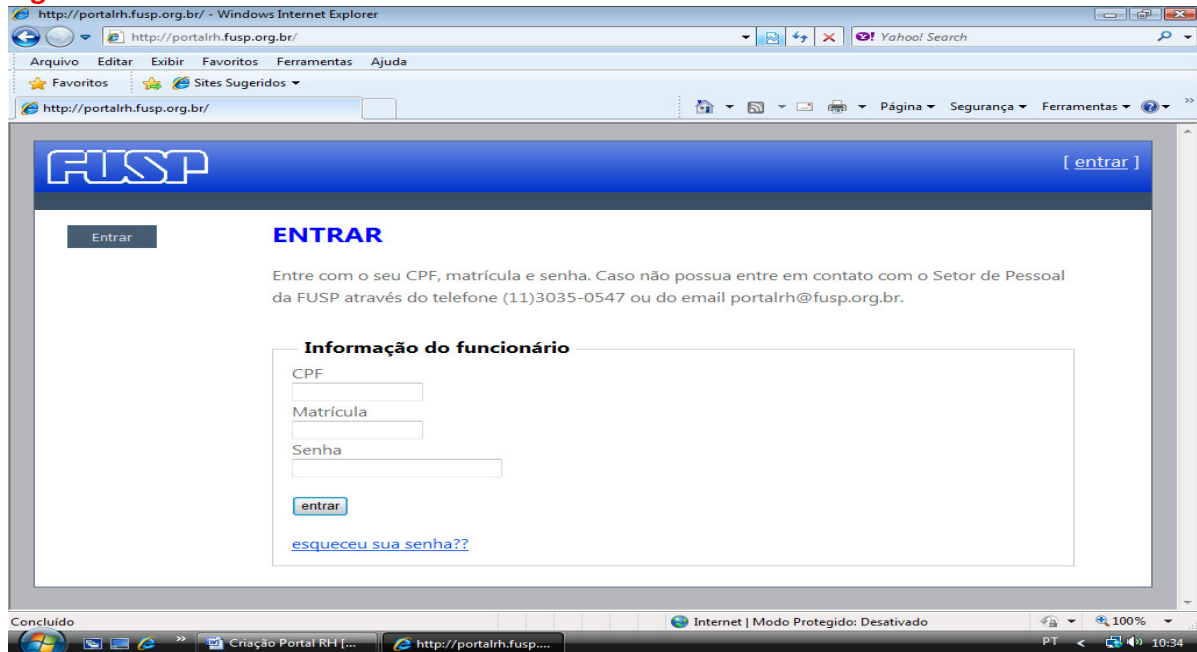 http://portalrh.fusp.org.br/ - Windows Internet Explorer
http://portalrh.fusp.org.br/
Yahoo! Search
Arquivo Editar Exibir Favoritos Ferramentas Ajuda
Favoritos Sites Sugeridos
http://portalrh.fusp.org.br/
Página Segurança Ferramentas
FUSP
[ entrar ]
Entrar
ENTRAR
Entre com o seu CPF, matrícula e senha. Caso não possua entre em contato com o Setor de Pessoal
da FUSP através do telefone (11)3035-0547 ou do email portalrh@fusp.org.br.
Informação do funcionário
CPF
Matrícula
Senha
entrar
esqueceu sua senha??
Concluído
Internet | Modo Protegido: Desativado
100%
Criação Portal RH [...
http://portalrh.fusp....
PT
10:34